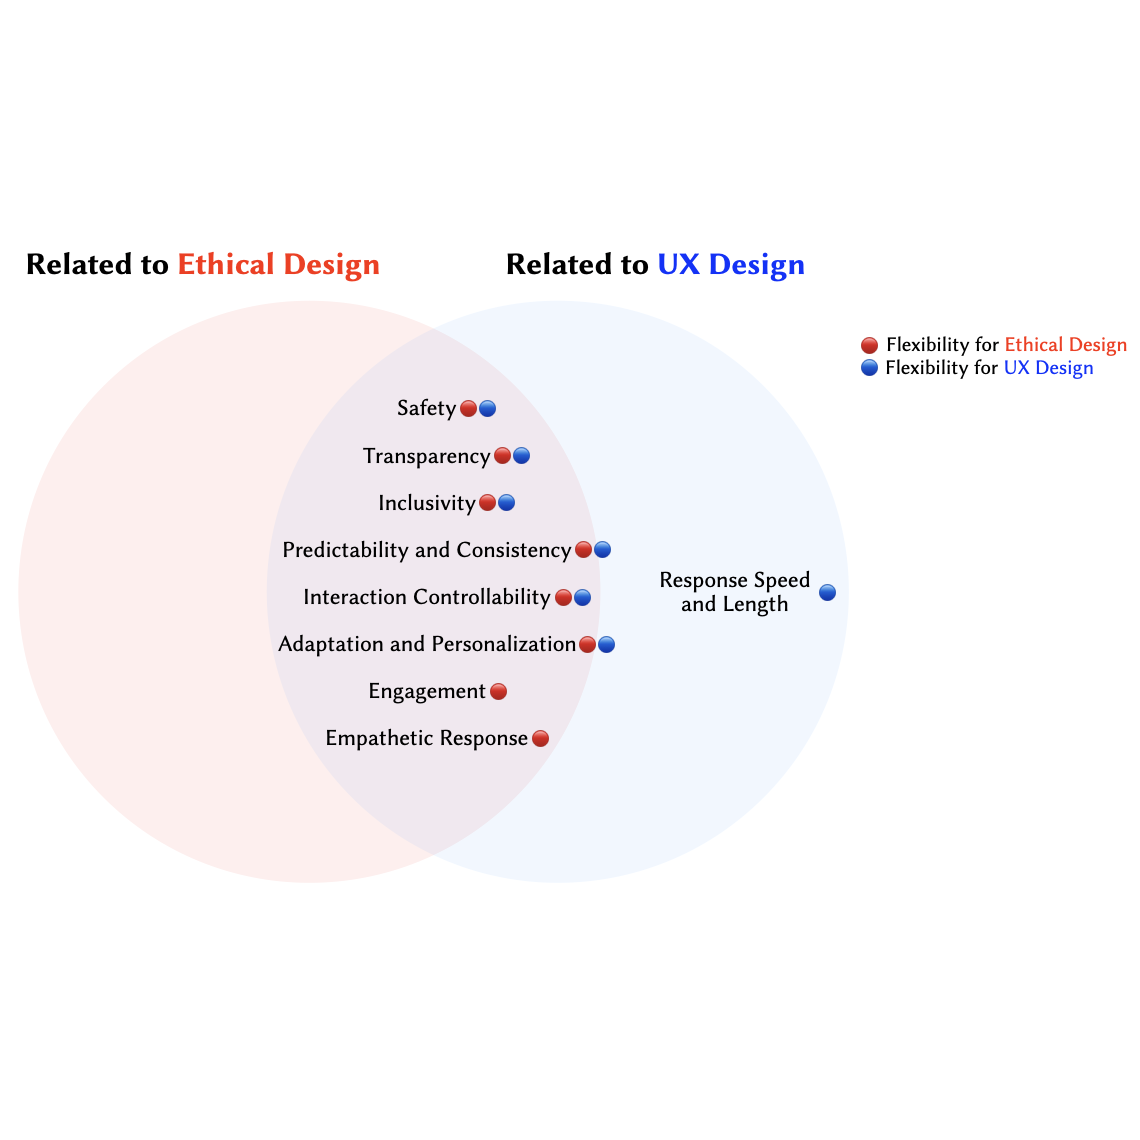 Related to Ethical Design
Related to UX Design
Flexibility for Ethical Design
Flexibility for UX Design
Safety
Transparency
Inclusivity
Predictability and Consistency
Interaction Controllability
Adaptation and Personalization
Engagement
Empathetic Response
Response Speed
and Length